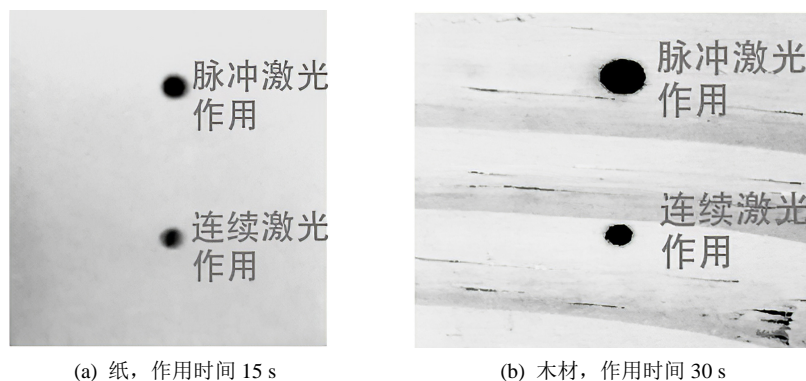 脉冲激光
作用
连续激光
作用
脉冲激光
作用
连续激光
作用
(a) 纸，作用时间 15 s
(b) 木材，作用时间 30 s